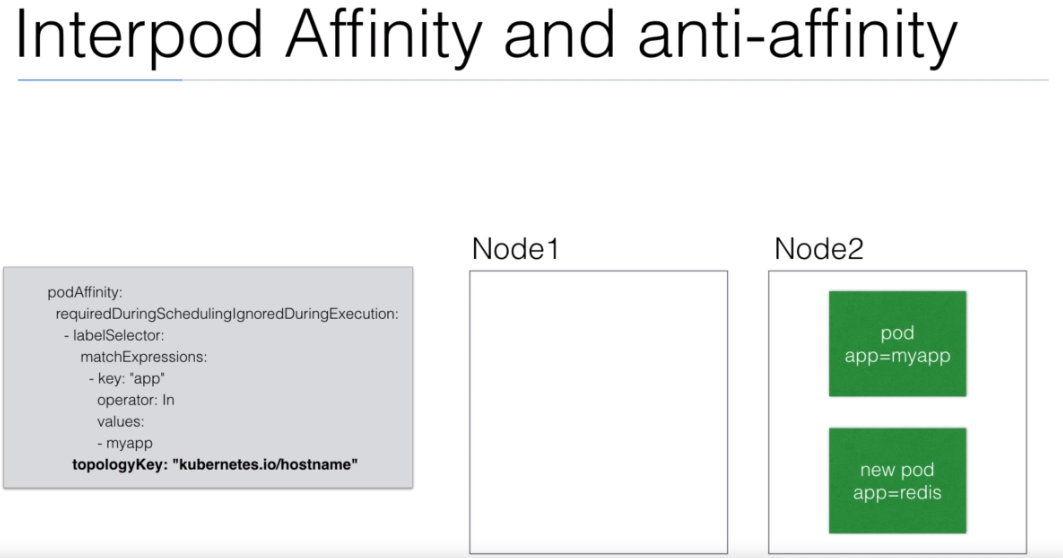 Interpod Affinity and anti-affinity
podAffinity:
requiredDuringSchedulingIgnoredDuringExecution:
- labelSelector:
matchExpressions:
- key: "app"
operator: In
values:
- myapp
topologyKey: "kubernetes.io/hostname"
Node1
Node2
pod
app=myapp
new pod
app=redis